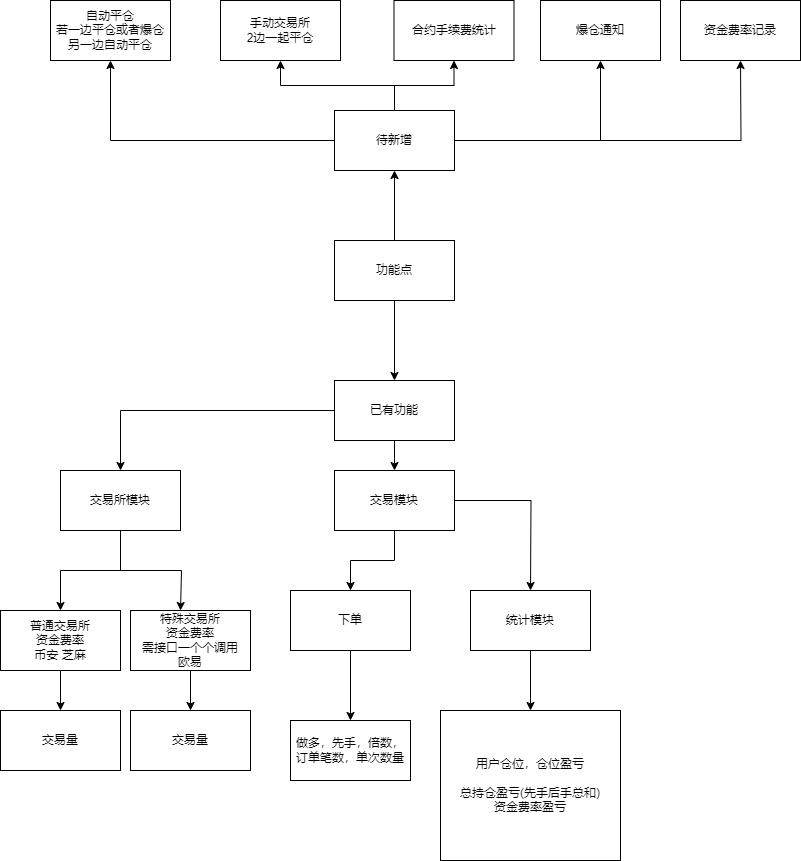 自动平仓
若一边平仓或者爆仓
另一边自动平仓
手动交易所
2边一起平仓
合约手续费统计
爆仓通知
资金费率记录
待新增
功能点
已有功能
交易所模块
交易模块
普通交易所
资金费率
币安 芝麻
特殊交易所
资金费率
需接口一个个调用
欧易
下单
统计模块
交易量
交易量
做多，先手，倍数，
订单笔数，单次数量
用户仓位，仓位盈亏
总持仓盈亏(先手后手总和)
资金费率盈亏